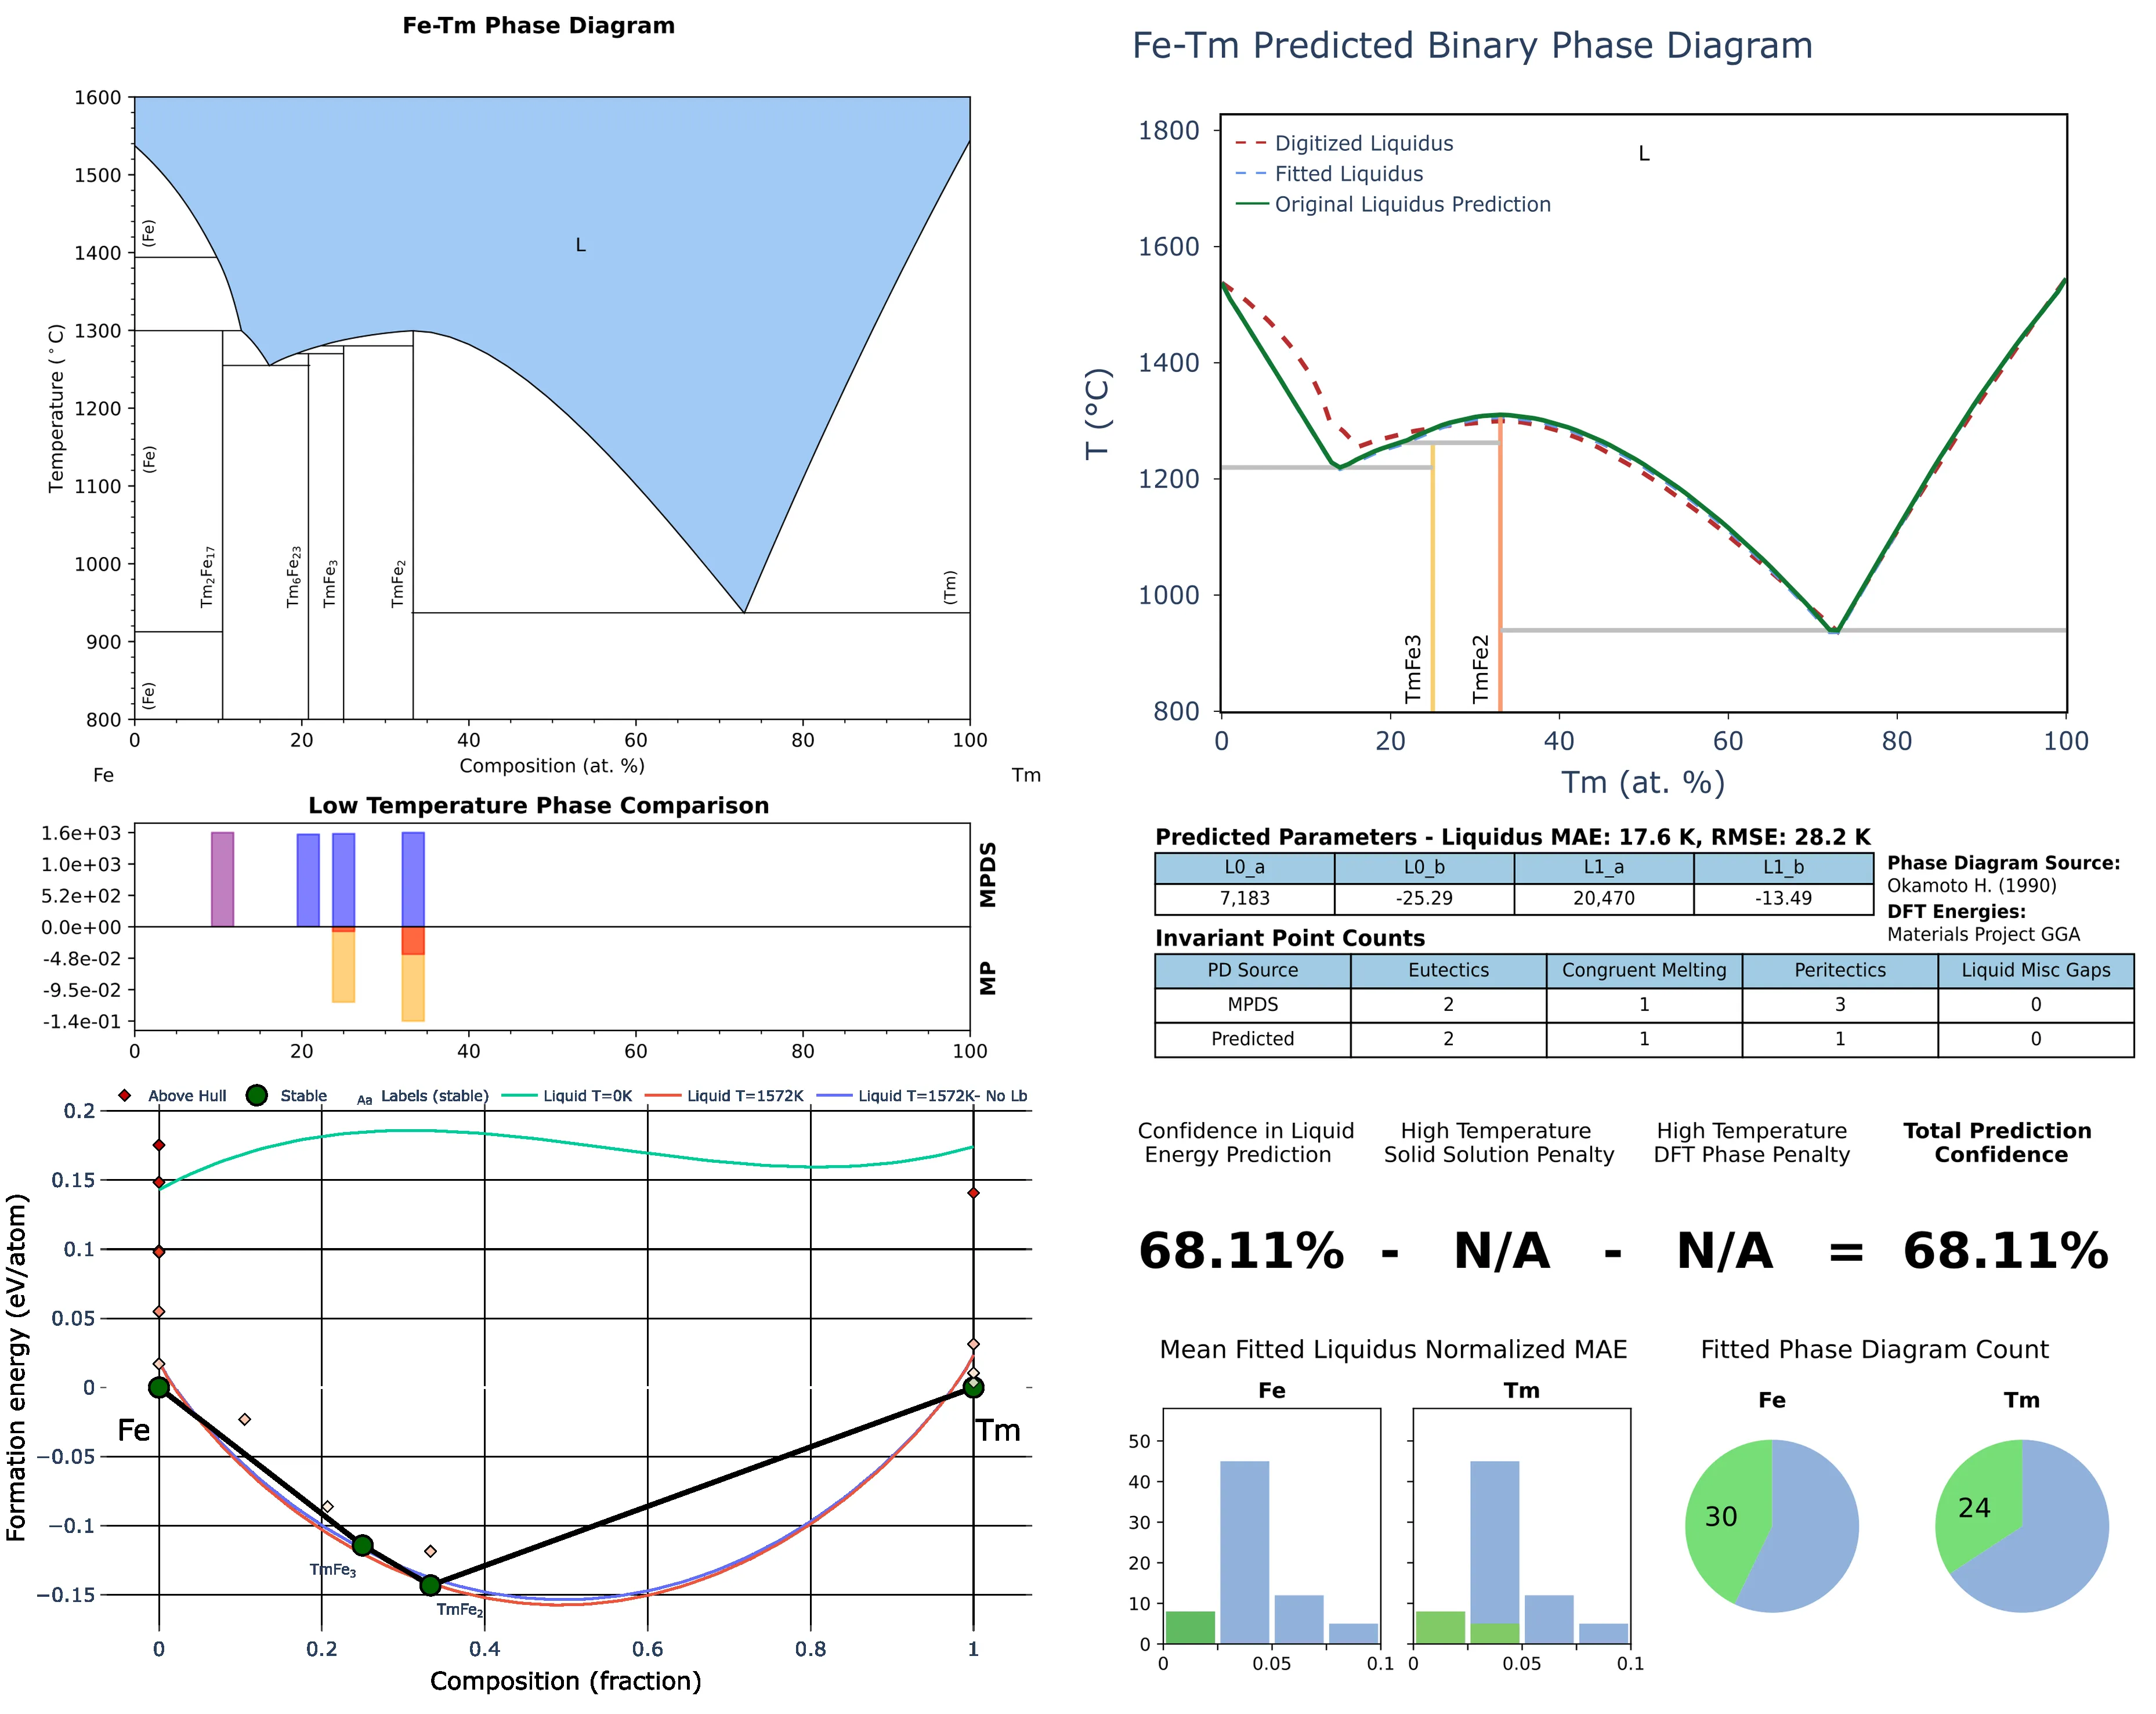 Fe-Tm Phase Diagram
1600
1500
1400
1300
1200
1100
1000
900
800
Temperature (°C)
(Fe)
(Fe)
(Fe)
Tm₂Fe₁₇
Tm₆Fe₂₃
TmFe₃
TmFe₂
(Tm)
L
0 20 40 60 80 100
Composition (at. %)
Fe Tm
Fe-Tm Predicted Binary Phase Diagram
1800
1600
1400
1200
1000
800
T (°C)
Digitized Liquidus
Fitted Liquidus
Original Liquidus Prediction
L
TmFe3
TmFe2
0 20 40 60 80 100
Tm (at. %)
Low Temperature Phase Comparison
1.6e+03
1.0e+03
5.2e+02
0.0e+00
-4.8e-02
-9.5e-02
-1.4e-01
MPDS
MP
0 20 40 60 80 100
Predicted Parameters - Liquidus MAE: 17.6 K, RMSE: 28.2 K
L0_a L0_b L1_a L1_b
7,183 -25.29 20,470 -13.49
Phase Diagram Source:
Okamoto H. (1990)
DFT Energies:
Materials Project GGA
Invariant Point Counts
PD Source Eutectics Congruent Melting Peritectics Liquid Misc Gaps
MPDS 2 1 3 0
Predicted 2 1 1 0
Above Hull Stable Aa Labels (stable) Liquid T=0K Liquid T=1572K Liquid T=1572K- No Lb
0.2
0.15
0.1
0.05
0
−0.05
−0.1
−0.15
Formation energy (eV/atom)
Fe
Tm
TmFe₃
TmFe₂
0 0.2 0.4 0.6 0.8 1
Composition (fraction)
Confidence in Liquid
Energy Prediction
High Temperature
Solid Solution Penalty
High Temperature
DFT Phase Penalty
Total Prediction
Confidence
68.11% - N/A - N/A = 68.11%
Mean Fitted Liquidus Normalized MAE
Fe Tm
50
40
30
20
10
0
0 0.05 0.1
0 0.05 0.1
Fitted Phase Diagram Count
Fe Tm
30 24